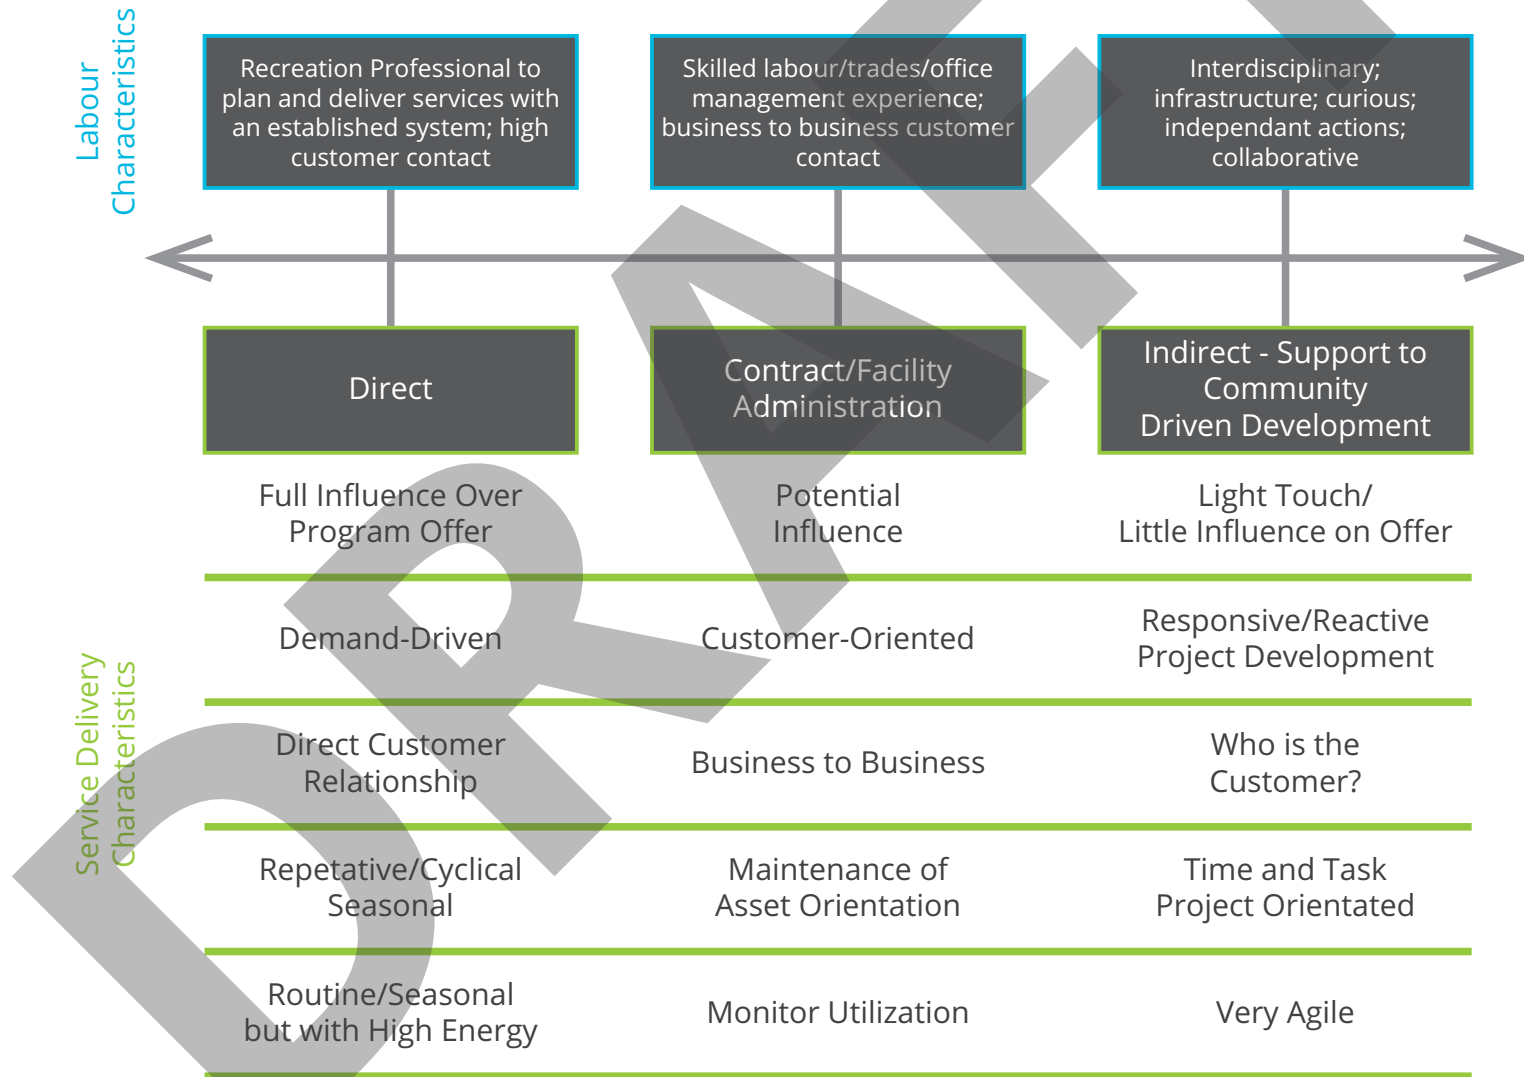 Labour
Characteristics
Recreation Professional to
plan and deliver services with
an established system; high
customer contact
Skilled labour/trades/office
management experience;
business to business customer
contact
Interdisciplinary;
infrastructure; curious;
independant actions;
collaborative
Direct
Contract/Facility
Administration
Indirect - Support to
Community
Driven Development
Service Delivery
Characteristics
Full Influence Over
Program Offer
Potential
Influence
Light Touch/
Little Influence on Offer
Demand-Driven
Customer-Oriented
Responsive/Reactive
Project Development
Direct Customer
Relationship
Business to Business
Who is the
Customer?
Repetative/Cyclical
Seasonal
Maintenance of
Asset Orientation
Time and Task
Project Orientated
Routine/Seasonal
but with High Energy
Monitor Utilization
Very Agile
DRAFT